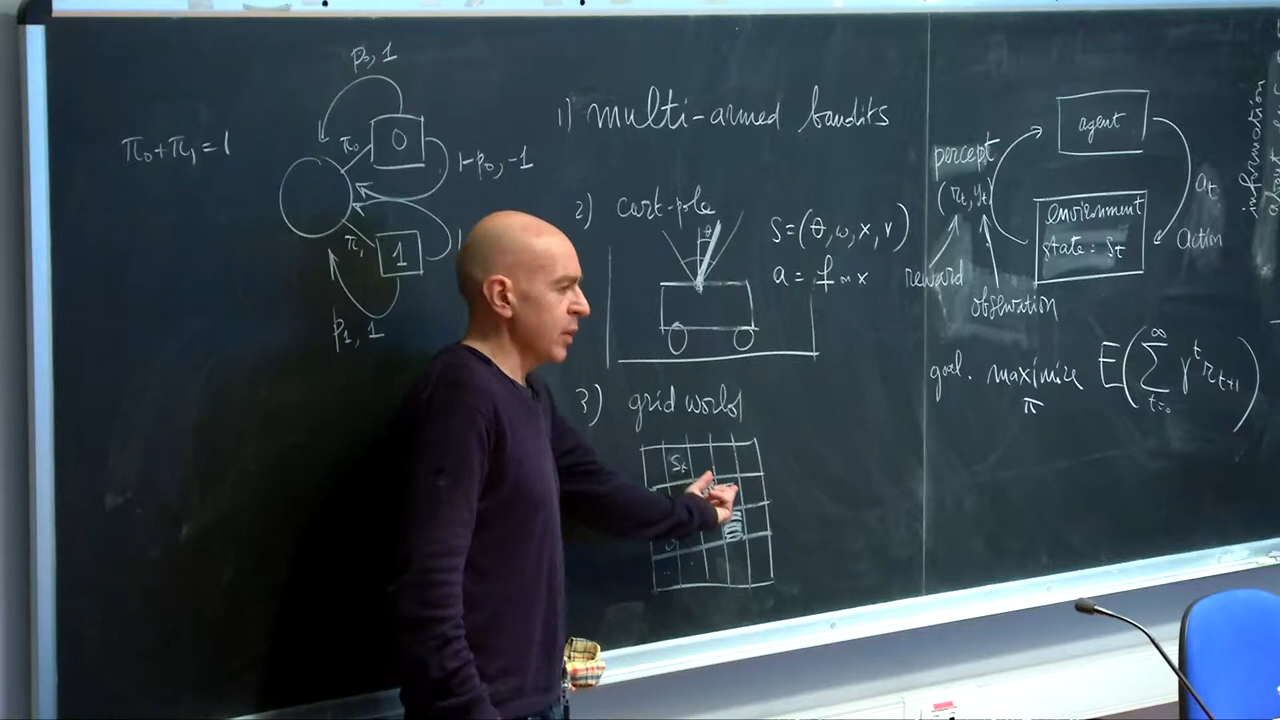 π₀+π₁=1
p₀, 1
π₀
0
1-p₀, -1
π₁
1
p₁, 1
1) multi-armed bandits
2) cart-pole
θ
s=(θ, ω, x, v)
a = f
3) grid world
S
agent
percept
(r_t, y_t)
a_t
action
environment
state: s_t
reward
observation
goal. maximize E(∑ γ^t r_{t+1})
π
t=0
∞
information